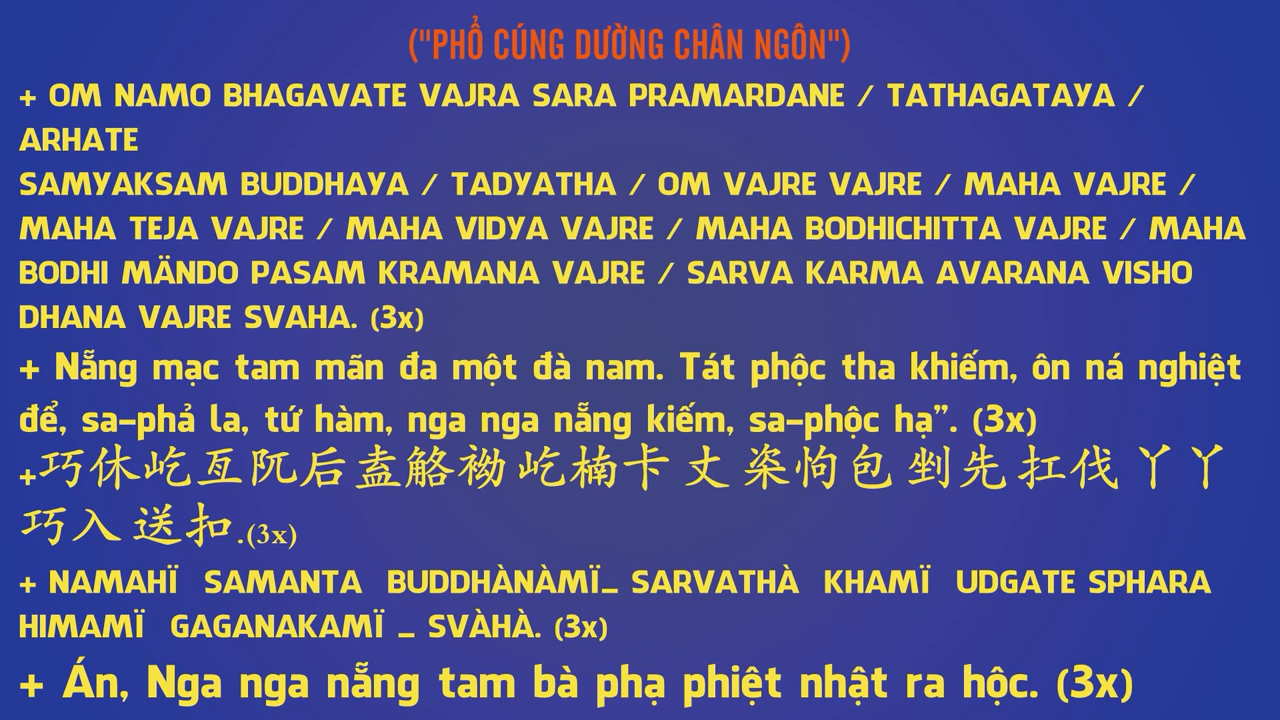 ("PHỔ CÚNG DƯỜNG CHÂN NGÔN")
+ OM NAMO BHAGAVATE VAJRA SARA PRAMARDANE / TATHAGATAYA /
ARHATE
SAMYAKSAM BUDDHAYA / TADYATHA / OM VAJRE VAJRE / MAHA VAJRE /
MAHA TEJA VAJRE / MAHA VIDYA VAJRE / MAHA BODHICHITTA VAJRE / MAHA
BODHI MÄNDO PASAM KRAMANA VAJRE / SARVA KARMA AVARANA VISHO
DHANA VAJRE SVAHA. (3x)
+ Nẵng mạc tam mãn đa một đà nam. Tát phộc tha khiếm, ôn ná nghiệt
để, sa-phả la, tứ hàm, nga nga nẵng kiếm, sa-phộc hạ”. (3x)
+巧休屹亙阢后盍觡袎屹楠卡丈栥怐包剉先扛伐丫丫
巧入送扣.(3x)
+ NAMAHÏ SAMANTA BUDDHÀNÀMÏ_ SARVATHÀ KHAMÏ UDGATE SPHARA
HIMAMÏ GAGANAKAMÏ _ SVÀHÀ. (3x)
+ Án, Nga nga nẵng tam bà phạ phiệt nhật ra hộc. (3x)